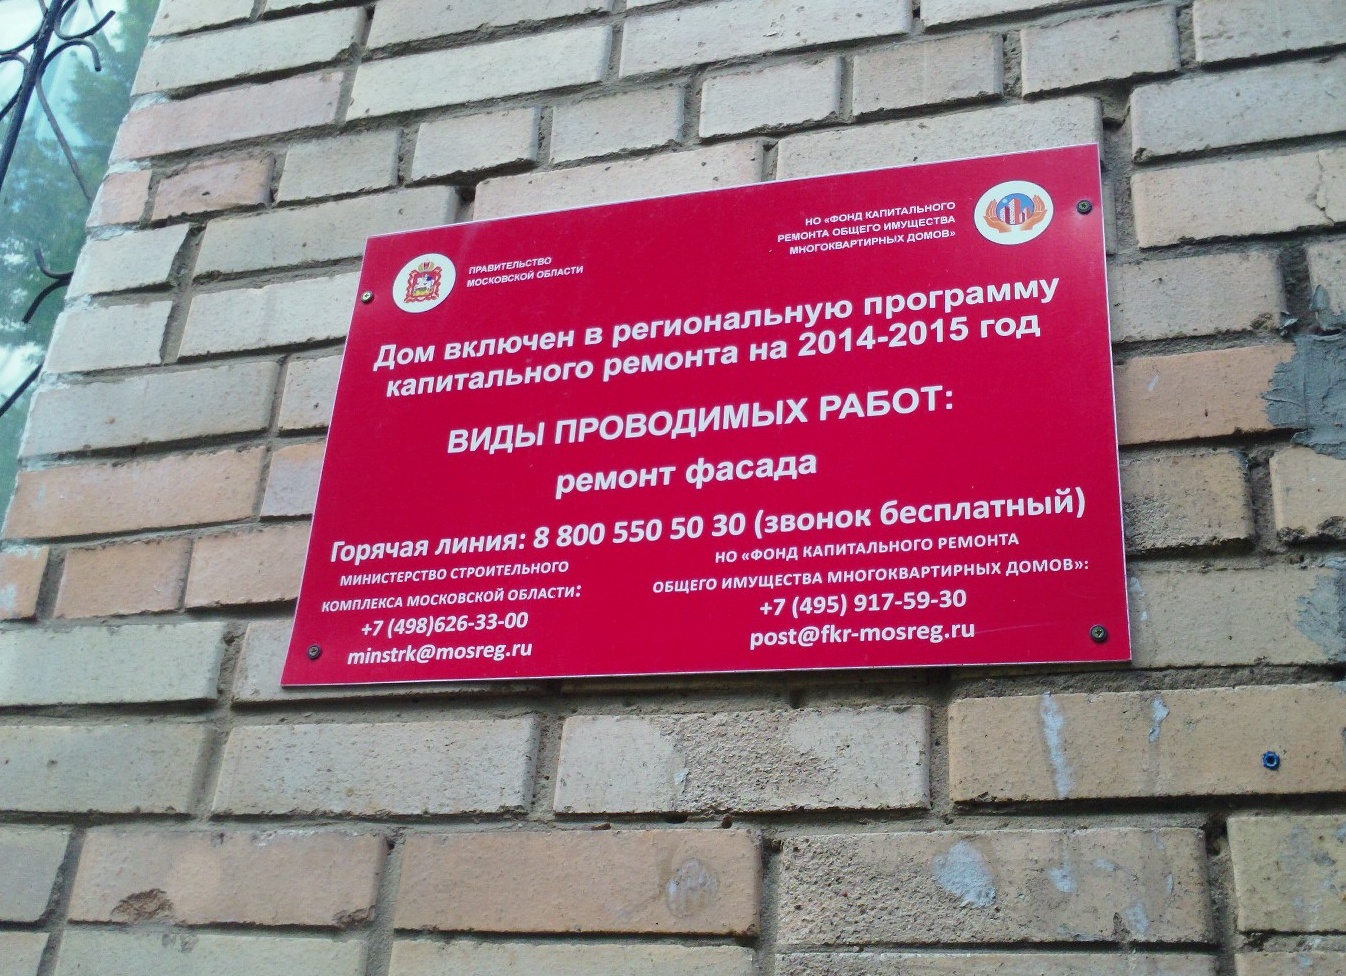 ПРАВИТЕЛЬСТВО
МОСКОВСКОЙ ОБЛАСТИ
НО «ФОНД КАПИТАЛЬНОГО
РЕМОНТА ОБЩЕГО ИМУЩЕСТВА
МНОГОКВАРТИРНЫХ ДОМОВ»
Дом включен в региональную программу
капитального ремонта на 2014-2015 год
ВИДЫ ПРОВОДИМЫХ РАБОТ:
ремонт фасада
Горячая линия: 8 800 550 50 30 (звонок бесплатный)
МИНИСТЕРСТВО СТРОИТЕЛЬНОГО
КОМПЛЕКСА МОСКОВСКОЙ ОБЛАСТИ:
+7 (498)626-33-00
minstrk@mosreg.ru
НО «ФОНД КАПИТАЛЬНОГО РЕМОНТА
ОБЩЕГО ИМУЩЕСТВА МНОГОКВАРТИРНЫХ ДОМОВ»:
+7 (495) 917-59-30
post@fkr-mosreg.ru